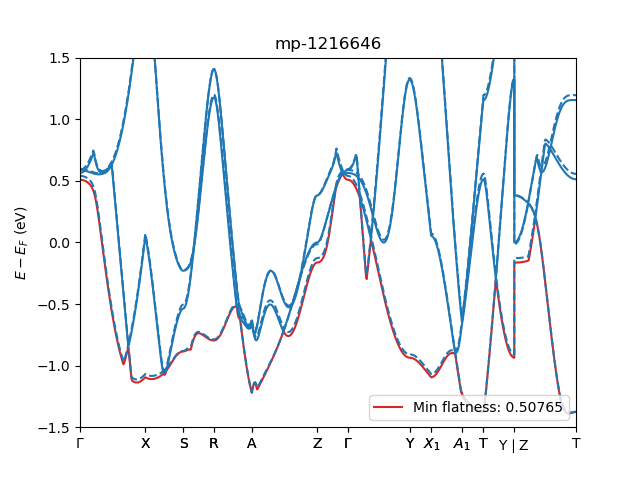 mp-1216646
E − E_F (eV)
1.5
1.0
0.5
0.0
−0.5
−1.0
−1.5
Min flatness: 0.50765
Γ X S R A Z Γ Y X₁ A₁ T Y | Z T